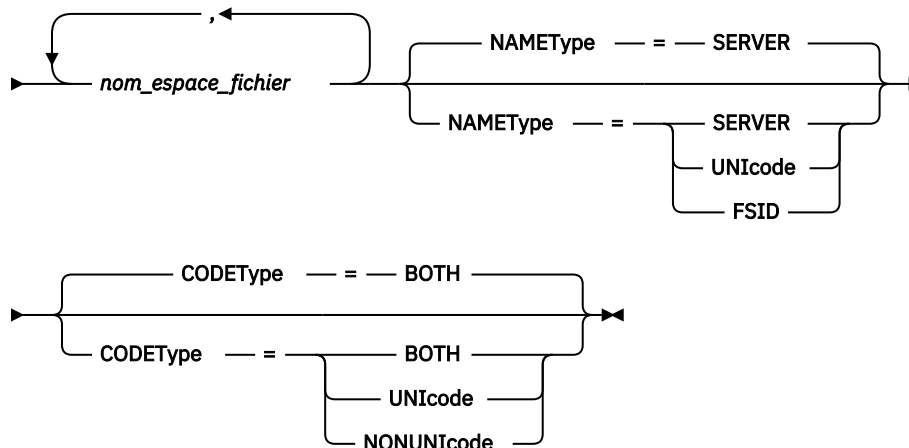 ,
nom_espace_fichier
NAMEType = SERVER
NAMEType = SERVER
UNIcode
FSID
CODEType = BOTH
CODEType = BOTH
UNIcode
NONUNIcode